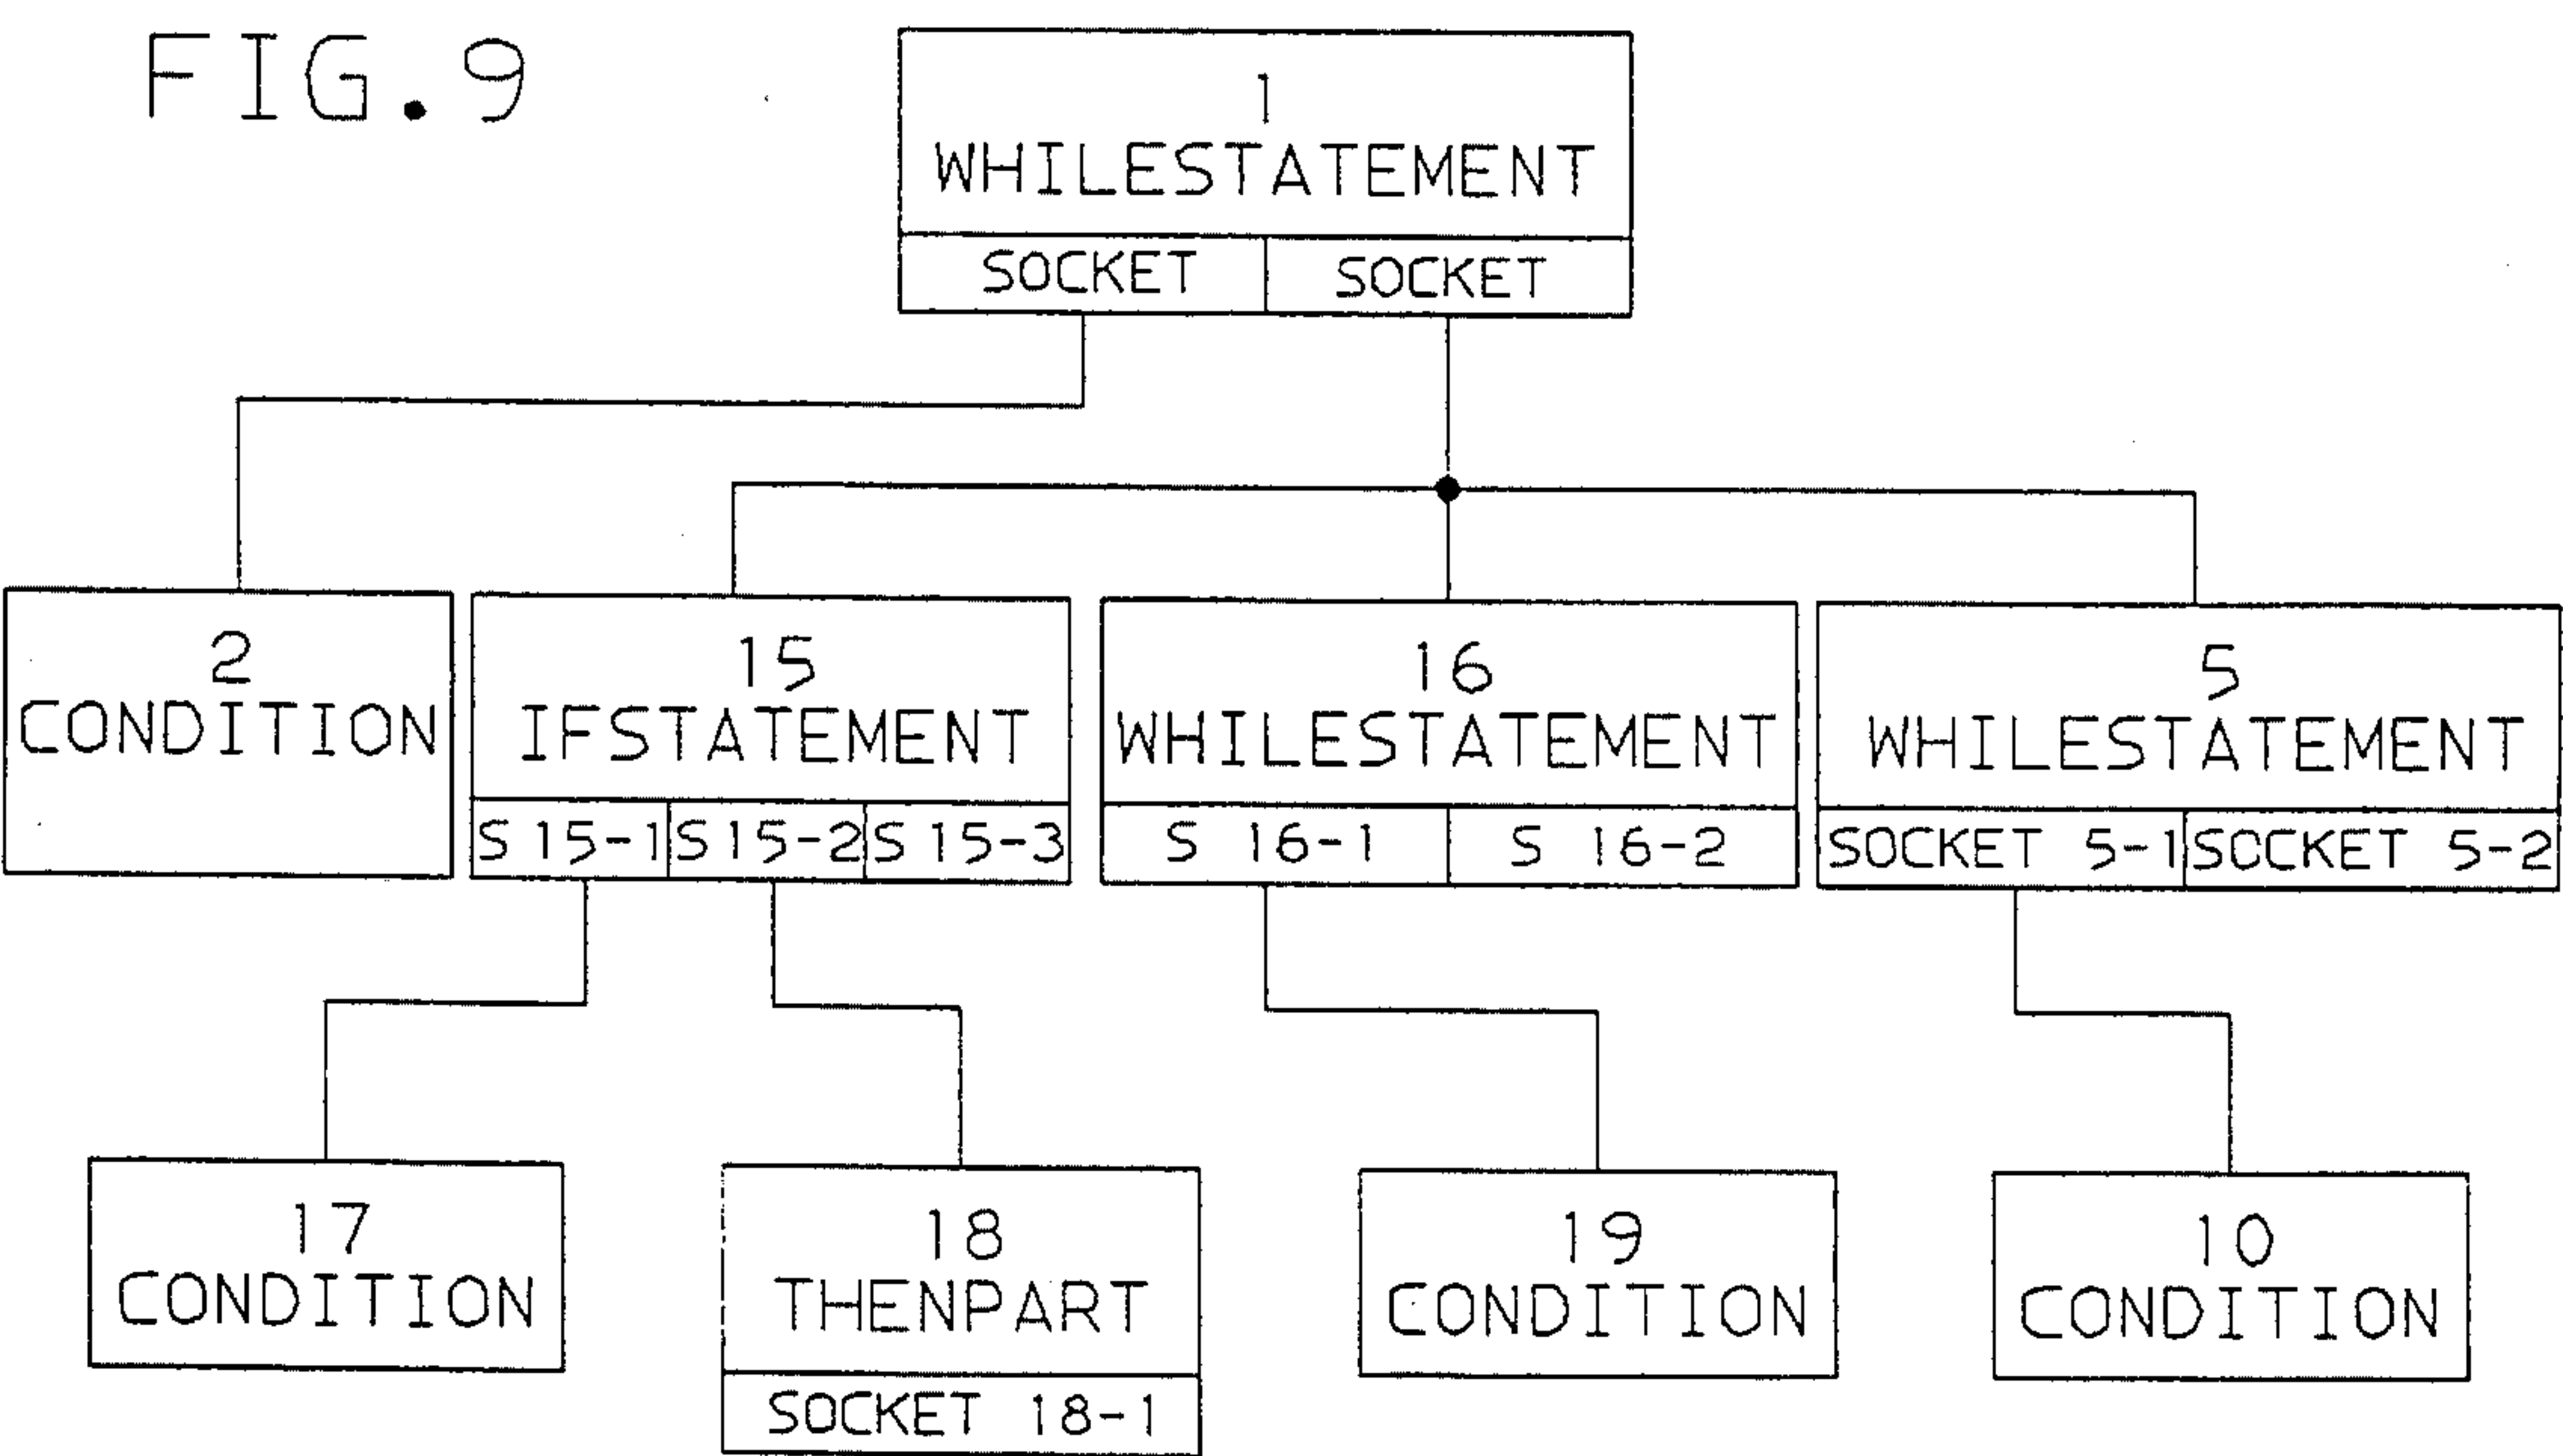 FIG.9
1
WHILESTATEMENT
SOCKET SOCKET
2
CONDITION
15
IFSTATEMENT
S 15-1 S 15-2 S 15-3
16
WHILESTATEMENT
S 16-1 S 16-2
5
WHILESTATEMENT
SOCKET 5-1 SOCKET 5-2
17
CONDITION
18
THENPART
SOCKET 18-1
19
CONDITION
10
CONDITION